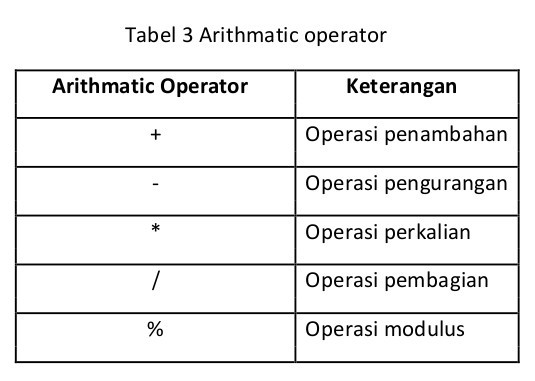 Tabel 3 Arithmatic operator
Arithmatic Operator Keterangan
+ Operasi penambahan
- Operasi pengurangan
* Operasi perkalian
/ Operasi pembagian
% Operasi modulus